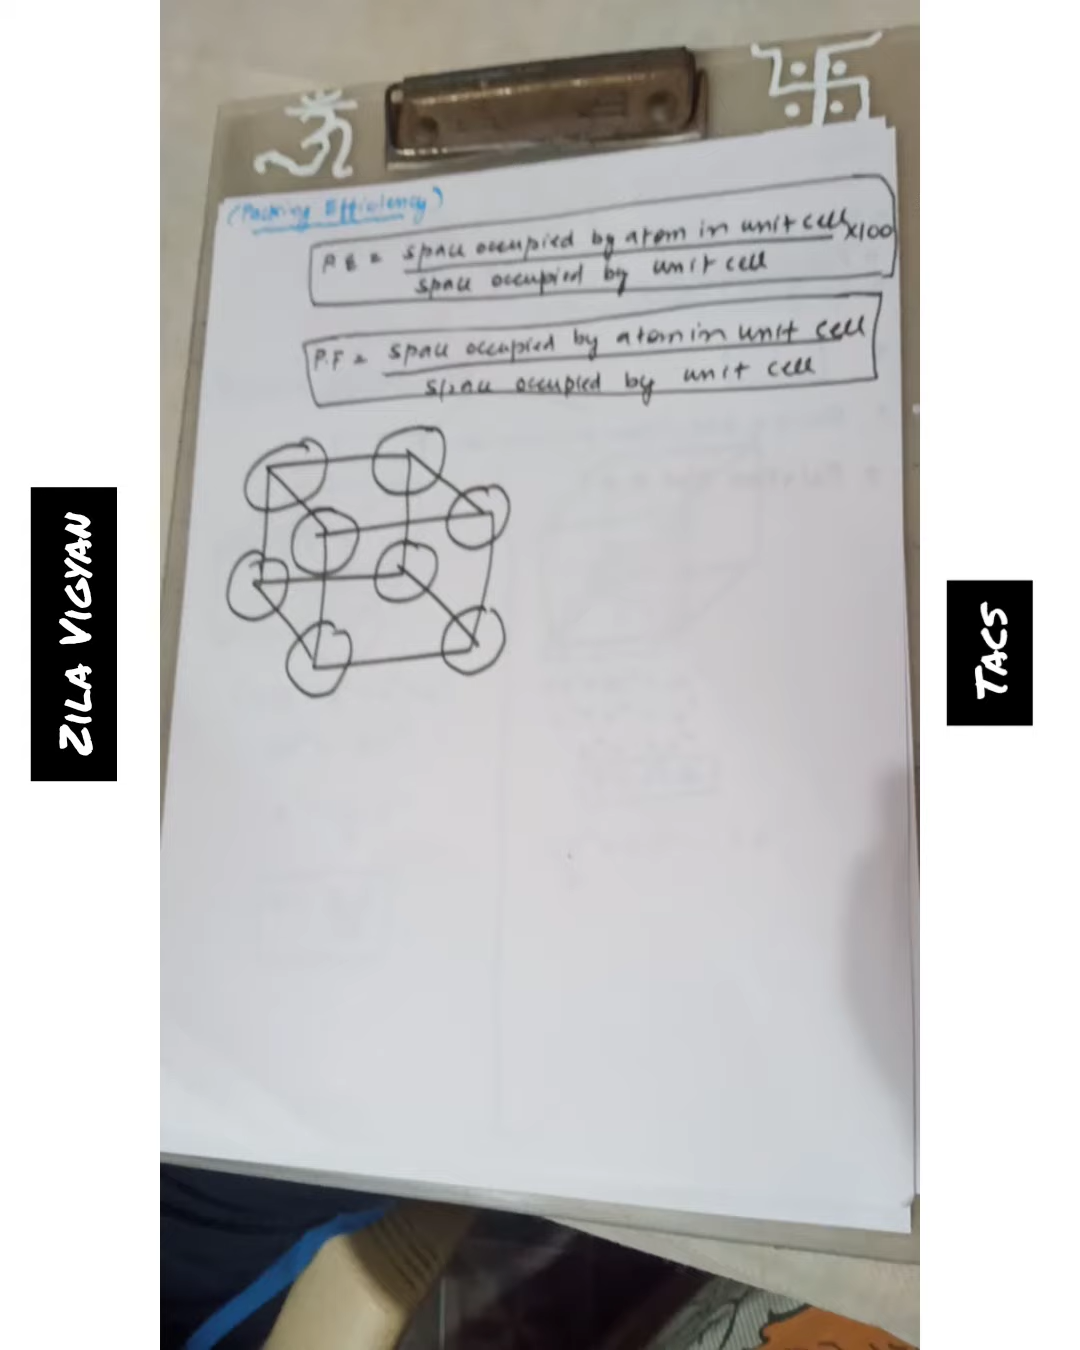 ॐ
(Packing Efficiency)
P.E = space occupied by atom in unit cell ×100
space occupied by unit cell
P.F = space occupied by atom in unit cell
space occupied by unit cell
ZILA VIGYAN
TACS